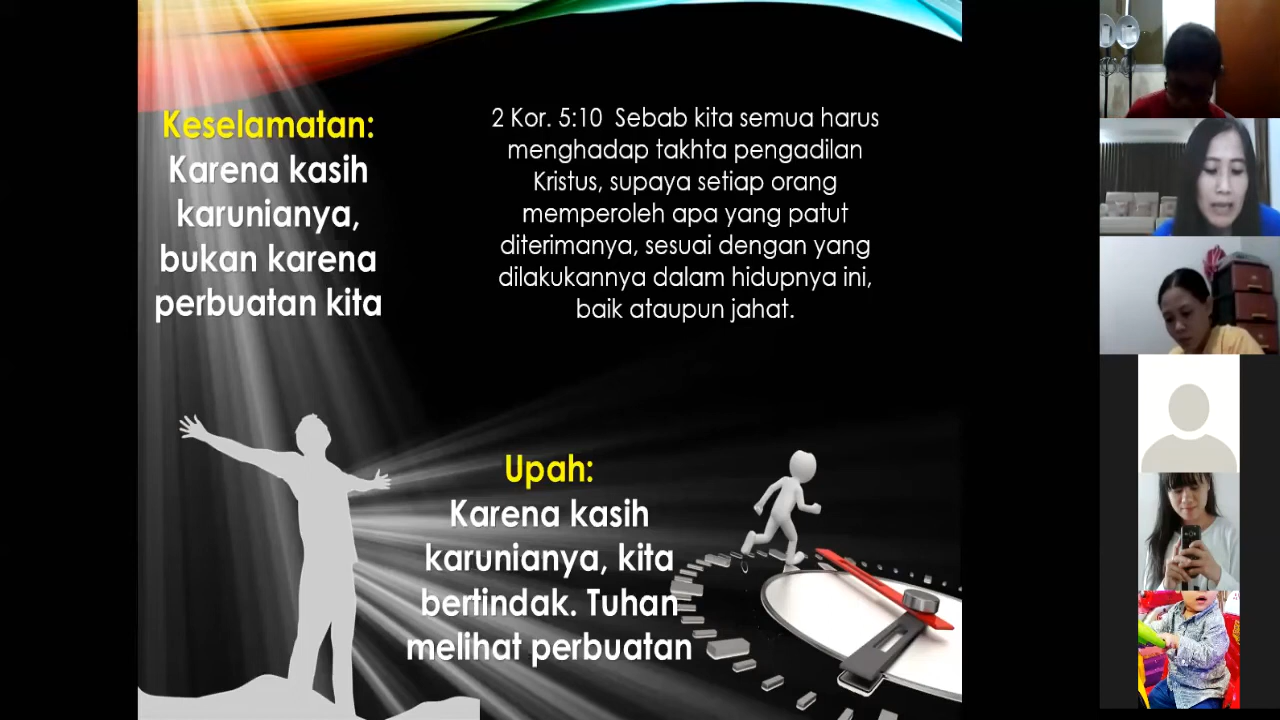 Keselamatan:
Karena kasih
karunianya,
bukan karena
perbuatan kita
2 Kor. 5:10 Sebab kita semua harus
menghadap takhta pengadilan
Kristus, supaya setiap orang
memperoleh apa yang patut
diterimanya, sesuai dengan yang
dilakukannya dalam hidupnya ini,
baik ataupun jahat.
Upah:
Karena kasih
karunianya, kita
bertindak. Tuhan
melihat perbuatan